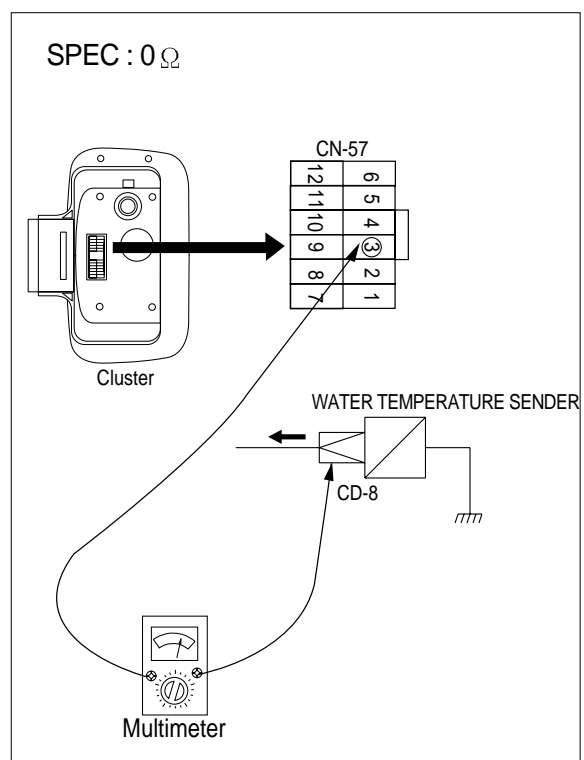 SPEC : 0 Ω
CN-57
12 6
11 5
10 4
9 3
8 2
7 1
Cluster
WATER TEMPERATURE SENDER
CD-8
Multimeter